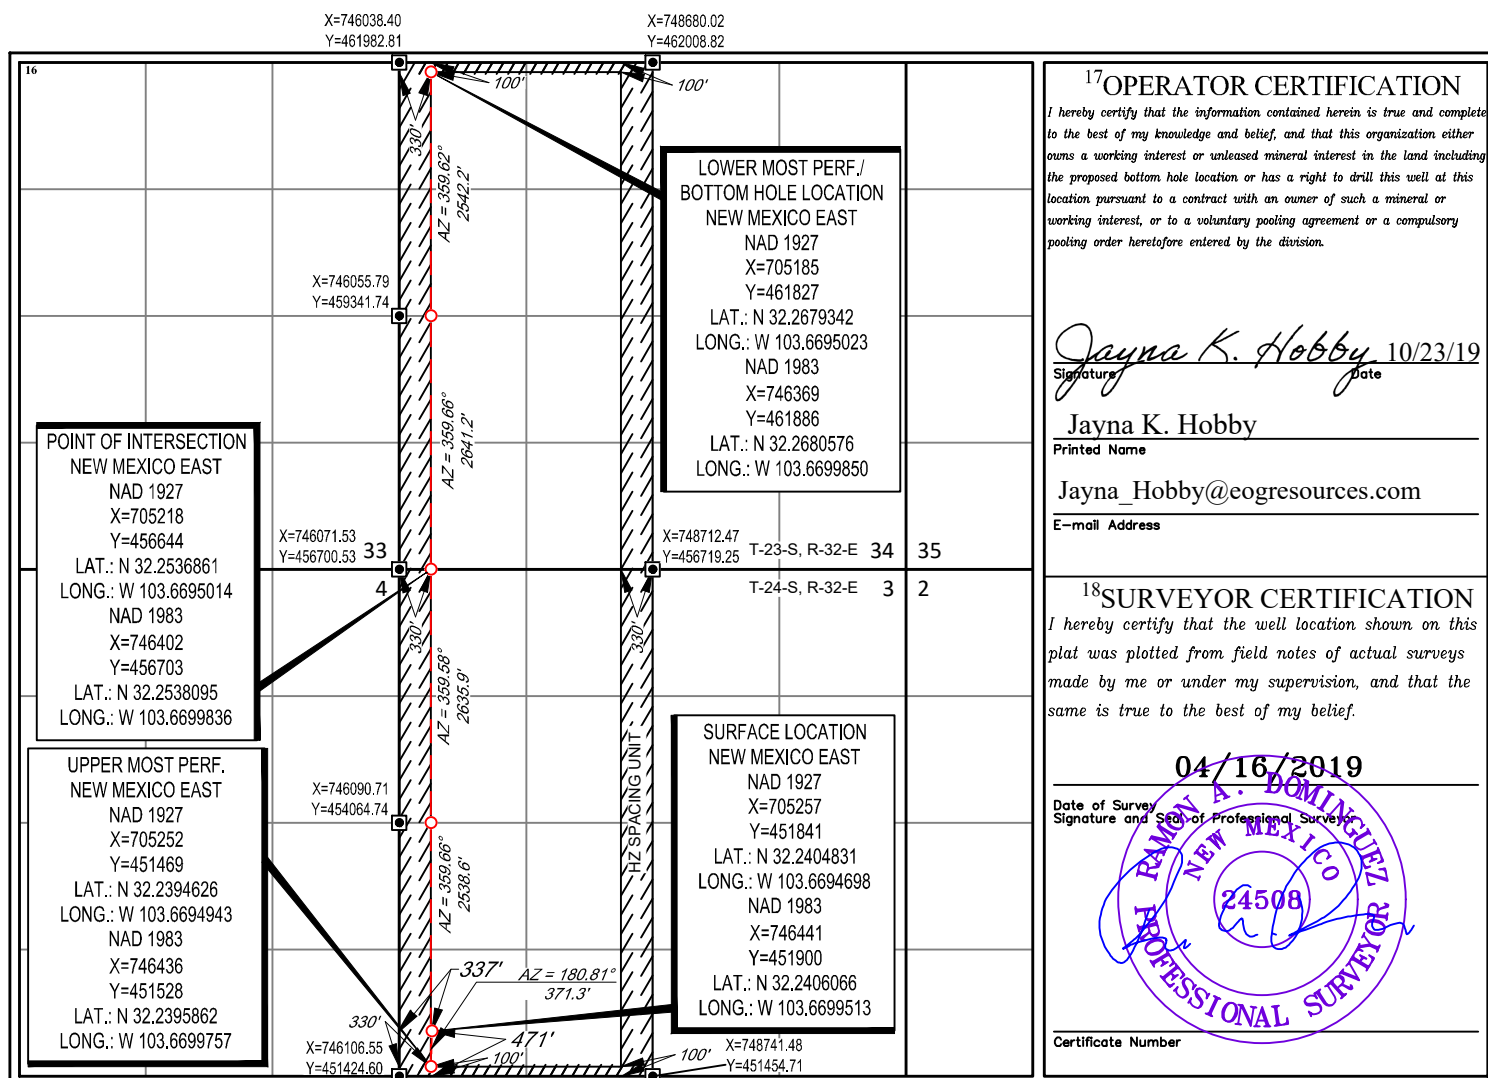 X=746038.40
Y=461982.81
X=748680.02
Y=462008.82
16
100'
100'
330'
AZ = 359.62°
2542.2'
LOWER MOST PERF./
BOTTOM HOLE LOCATION
NEW MEXICO EAST
NAD 1927
X=705185
Y=461827
LAT.: N 32.2679342
LONG.: W 103.6695023
NAD 1983
X=746369
Y=461886
LAT.: N 32.2680576
LONG.: W 103.6699850
X=746055.79
Y=459341.74
AZ = 359.66°
2641.2'
POINT OF INTERSECTION
NEW MEXICO EAST
NAD 1927
X=705218
Y=456644
LAT.: N 32.2536861
LONG.: W 103.6695014
NAD 1983
X=746402
Y=456703
LAT.: N 32.2538095
LONG.: W 103.6699836
X=746071.53
Y=456700.53
33
4
X=748712.47
Y=456719.25
T-23-S, R-32-E 34 35
T-24-S, R-32-E 3 2
330'
330'
AZ = 359.58°
2635.9'
HZ SPACING UNIT
UPPER MOST PERF.
NEW MEXICO EAST
NAD 1927
X=705252
Y=451469
LAT.: N 32.2394626
LONG.: W 103.6694943
NAD 1983
X=746436
Y=451528
LAT.: N 32.2395862
LONG.: W 103.6699757
X=746090.71
Y=454064.74
AZ = 359.66°
2538.6'
SURFACE LOCATION
NEW MEXICO EAST
NAD 1927
X=705257
Y=451841
LAT.: N 32.2404831
LONG.: W 103.6694698
NAD 1983
X=746441
Y=451900
LAT.: N 32.2406066
LONG.: W 103.6699513
337'
AZ = 180.81°
371.3'
330'
471'
100'
100'
X=746106.55
Y=451424.60
X=748741.48
Y=451454.71
17 OPERATOR CERTIFICATION
I hereby certify that the information contained herein is true and complete
to the best of my knowledge and belief, and that this organization either
owns a working interest or unleased mineral interest in the land including
the proposed bottom hole location or has a right to drill this well at this
location pursuant to a contract with an owner of such a mineral or
working interest, or to a voluntary pooling agreement or a compulsory
pooling order heretofore entered by the division.
Jayna K. Hobby 10/23/19
Signature Date
Jayna K. Hobby
Printed Name
Jayna_Hobby@eogresources.com
E-mail Address
18 SURVEYOR CERTIFICATION
I hereby certify that the well location shown on this
plat was plotted from field notes of actual surveys
made by me or under my supervision, and that the
same is true to the best of my belief.
04/16/2019
Date of Survey
Signature and Seal of Professional Surveyor
RAMON A. DOMINGUEZ
NEW MEXICO
24508
PROFESSIONAL SURVEYOR
Certificate Number